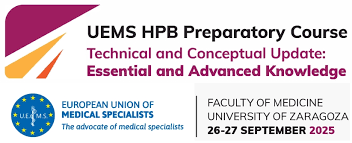 UEMS HPB Preparatory Course
Technical and Conceptual Update:
Essential and Advanced Knowledge
U.E.M.S.
EUROPEAN UNION OF
MEDICAL SPECIALISTS
The advocate of medical specialists
FACULTY OF MEDICINE
UNIVERSITY OF ZARAGOZA
26-27 SEPTEMBER 2025